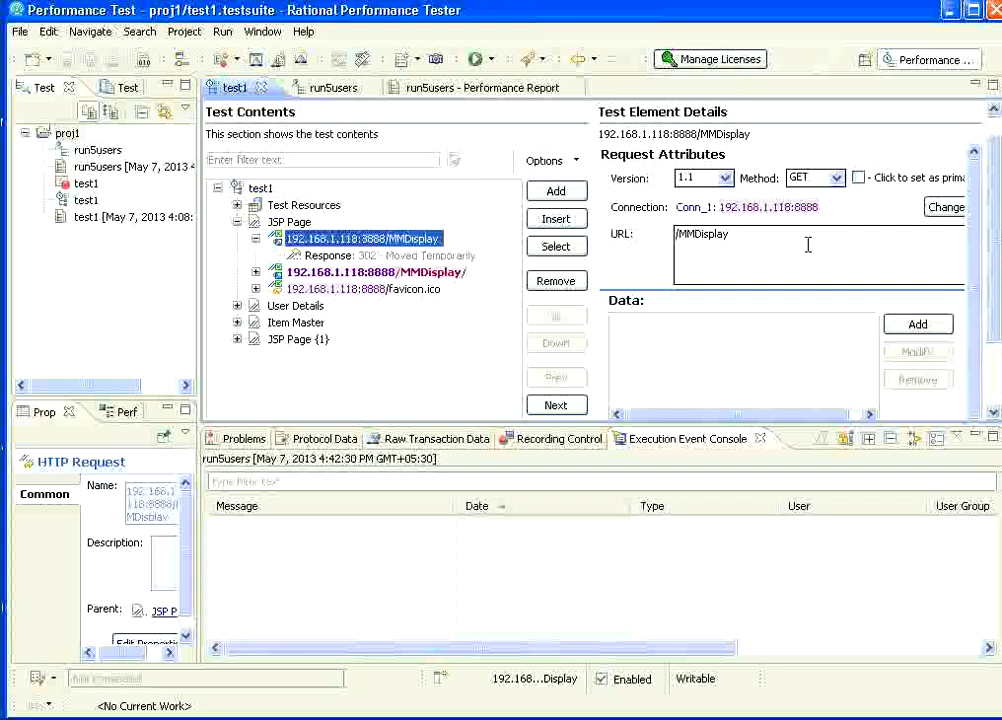 Performance Test - proj1/test1.testsuite - Rational Performance Tester
File Edit Navigate Search Project Run Window Help
Manage Licenses
Performance ...
Test
Test
test1
run5users
run5users - Performance Report
proj1
run5users
run5users [May 7, 2013 4
test1
test1
test1 [May 7, 2013 4:08:
Test Contents
This section shows the test contents
Enter filter text:
Options
test1
Test Resources
JSP Page
192.168.1.118:8888/MMDisplay
Response: 302 - Moved Temporarily
192.168.1.118:8888/MMDisplay/
192.168.1.118:8888/favicon.ico
User Details
Item Master
JSP Page {1}
Add
Insert
Select
Remove
Down
Next
Test Element Details
192.168.1.118:8888/MMDisplay
Request Attributes
Version: 1.1 Method: GET - Click to set as prima
Connection: Conn_1: 192.168.1.118:8888 Change
URL: /MMDisplay
Data:
Add
Modify
Remove
Prop
Perf
HTTP Request
Common
Name: 192.168.1
118:8888/
MDisplay
Description:
Parent: JSP P
Edit Properti
Problems
Protocol Data
Raw Transaction Data
Recording Control
Execution Event Console
run5users [May 7, 2013 4:42:30 PM GMT+05:30]
Type filter text
Message Date Type User User Group
192.168...Display
Enabled
Writable
<No Current Work>